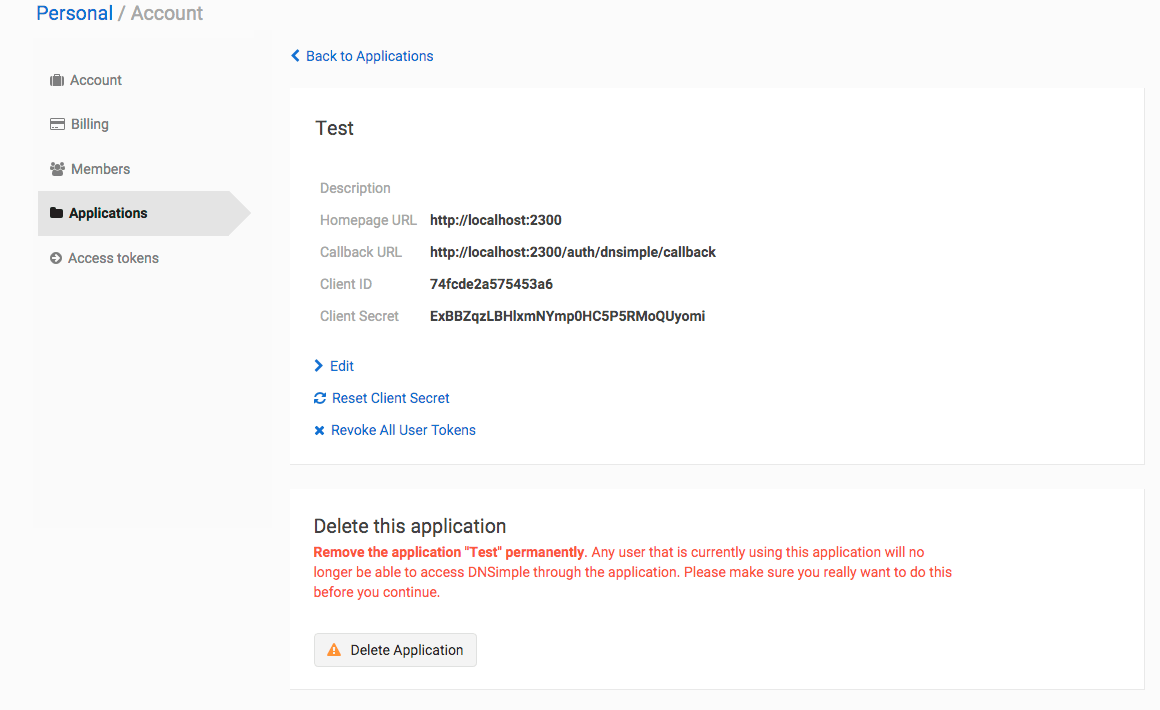 Personal / Account
Account
Billing
Members
Applications
Access tokens
Back to Applications
Test
Description
Homepage URL http://localhost:2300
Callback URL http://localhost:2300/auth/dnsimple/callback
Client ID 74fcde2a575453a6
Client Secret ExBBZqzLBHlxmNYmp0HC5P5RMoQUyomi
Edit
Reset Client Secret
Revoke All User Tokens
Delete this application
Remove the application "Test" permanently. Any user that is currently using this application will no
longer be able to access DNSimple through the application. Please make sure you really want to do this
before you continue.
Delete Application